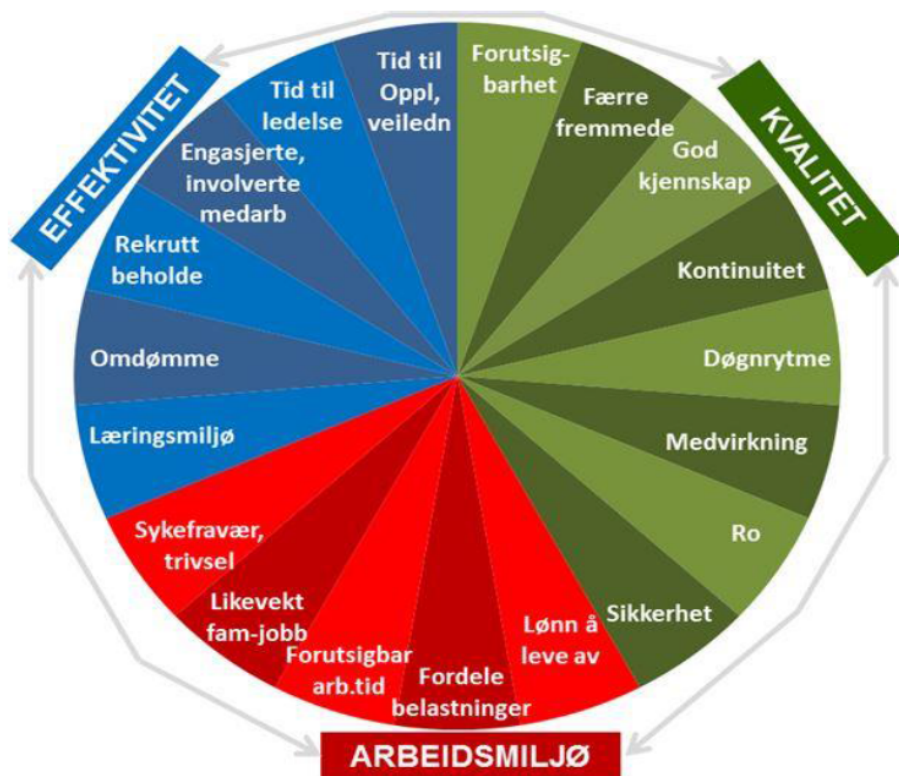 EFFEKTIVITET
KVALITET
ARBEIDSMILJØ
Forutsig-
barhet
Færre
fremmede
God
kjennskap
Kontinuitet
Døgnrytme
Medvirkning
Ro
Sikkerhet
Lønn å
leve av
Fordele
belastninger
Forutsigbar
arb.tid
Likevekt
fam-jobb
Sykefravær,
trivsel
Læringsmiljø
Omdømme
Rekrutt
beholde
Engasjerte,
involverte
medarb
Tid til
ledelse
Tid til
Oppl,
veiledn